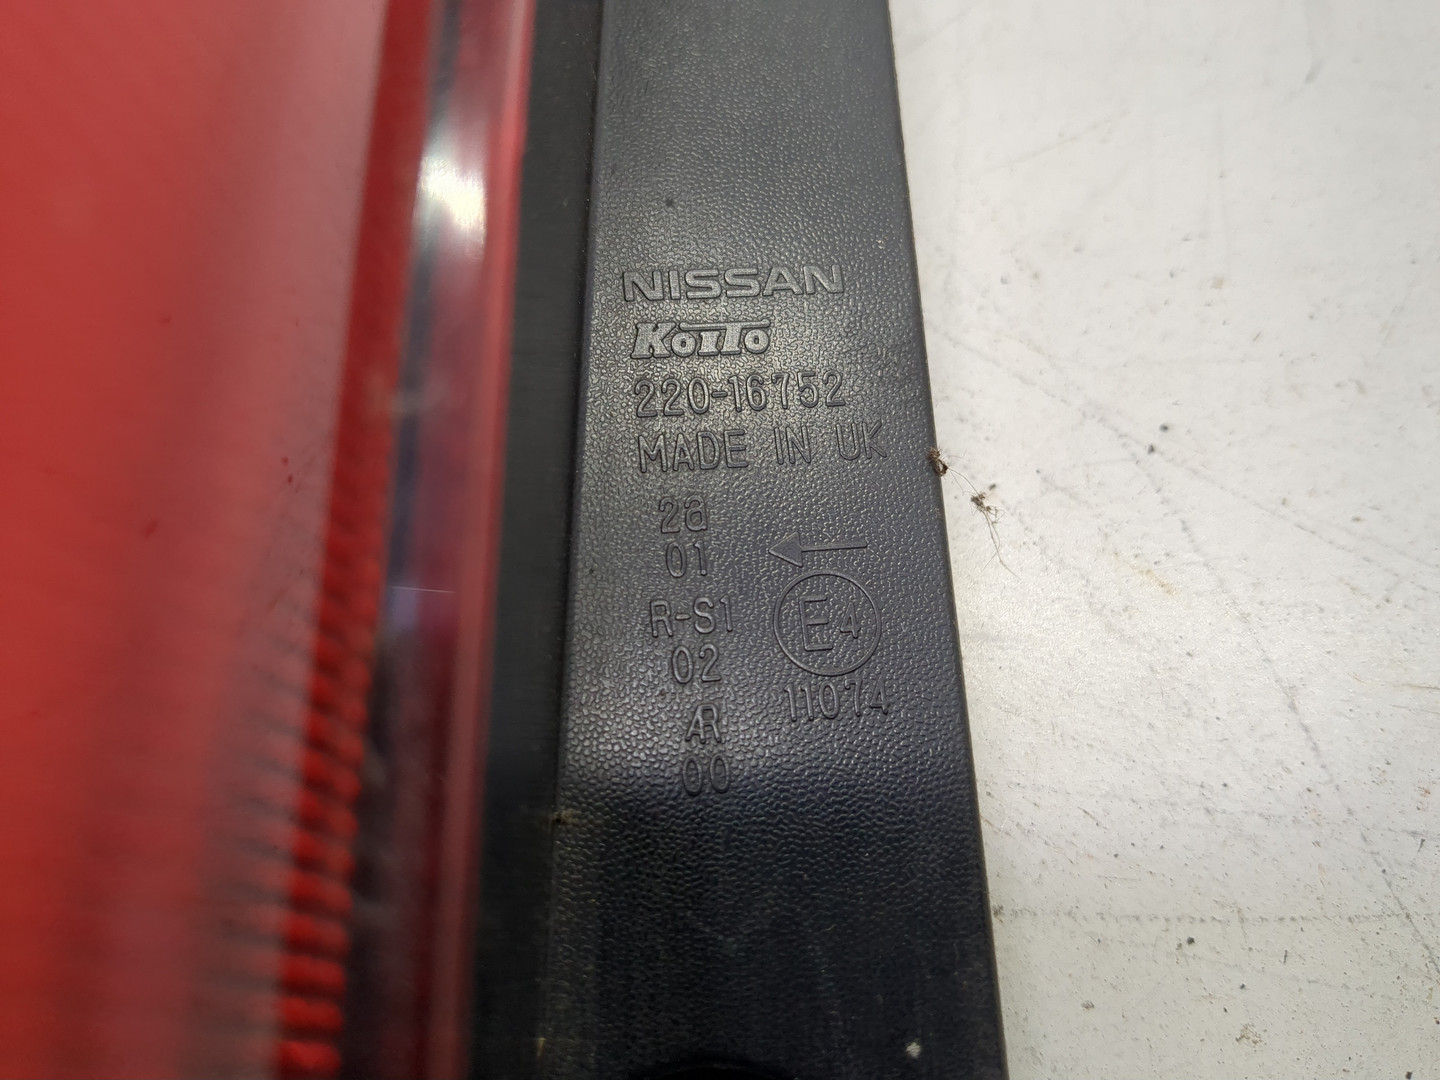 NISSAN
KoITo
220-16752
MADE IN UK
2a
01
R-S1
02
AR
00
E4
11074